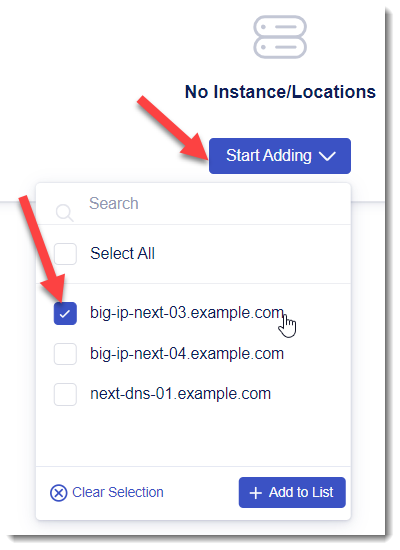 No Instance/Locations
Start Adding
Search
Select All
big-ip-next-03.example.com
big-ip-next-04.example.com
next-dns-01.example.com
Clear Selection
Add to List